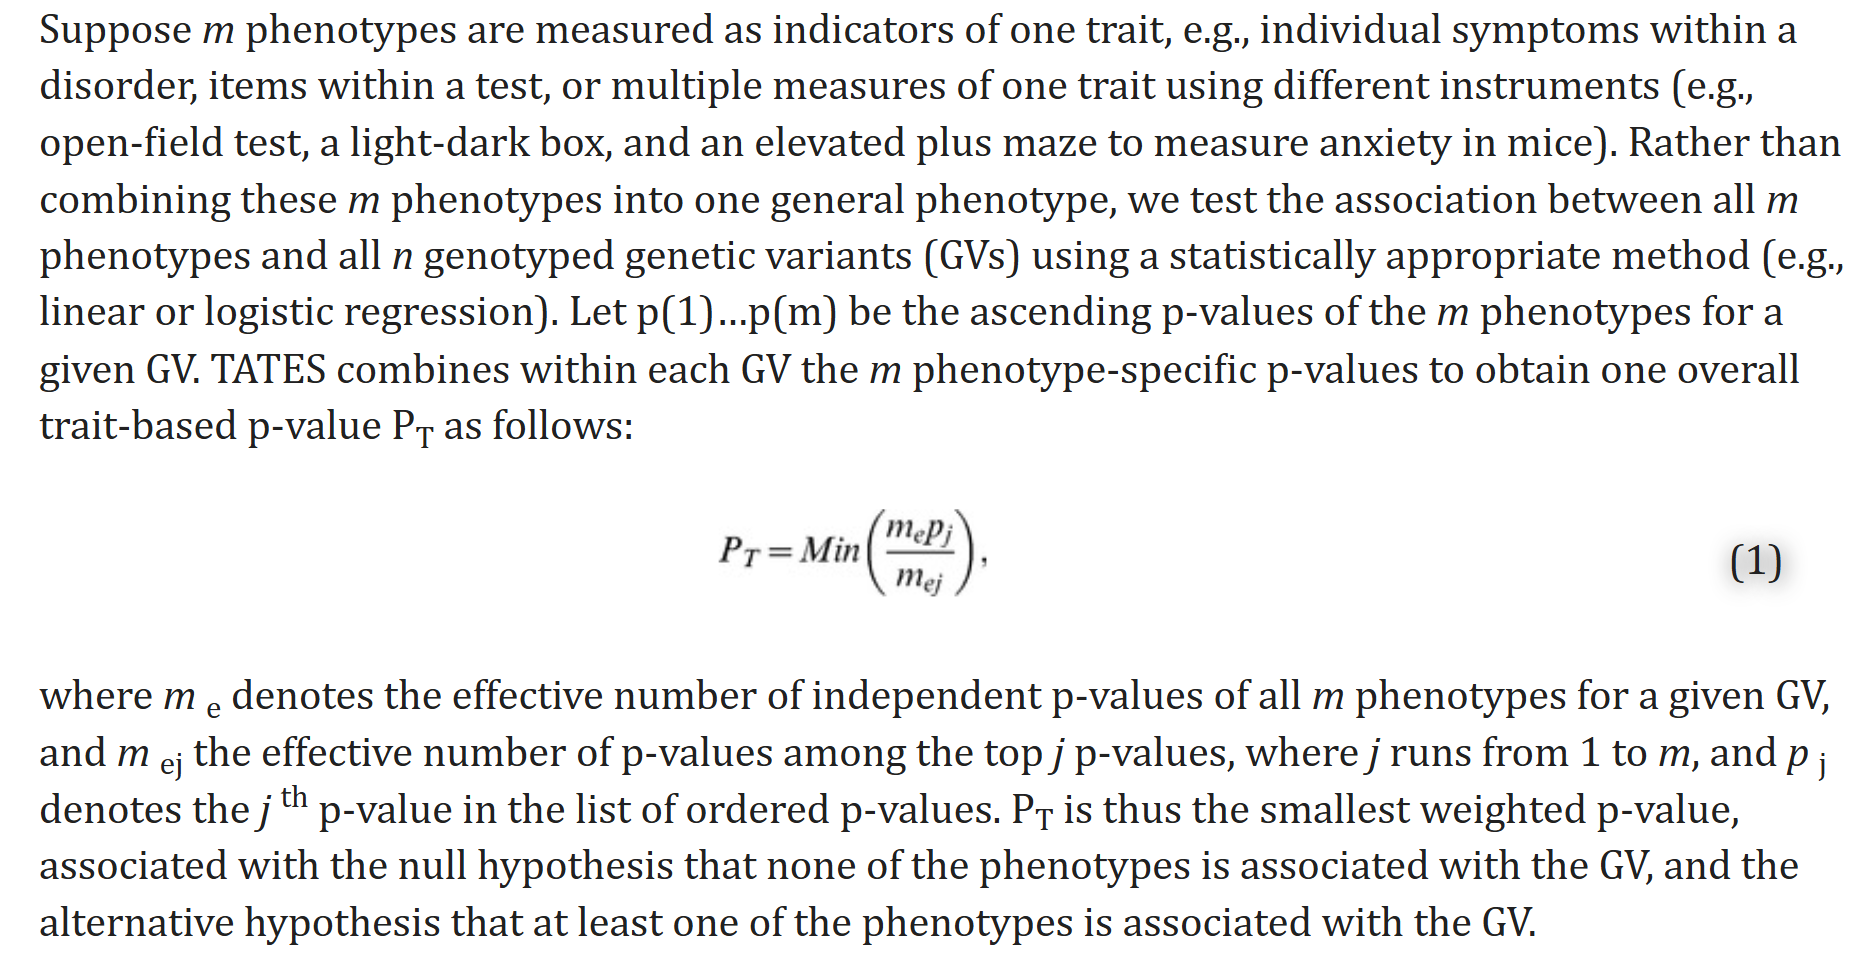 Suppose m phenotypes are measured as indicators of one trait, e.g., individual symptoms within a
disorder, items within a test, or multiple measures of one trait using different instruments (e.g.,
open-field test, a light-dark box, and an elevated plus maze to measure anxiety in mice). Rather than
combining these m phenotypes into one general phenotype, we test the association between all m
phenotypes and all n genotyped genetic variants (GVs) using a statistically appropriate method (e.g.,
linear or logistic regression). Let p(1)…p(m) be the ascending p-values of the m phenotypes for a
given GV. TATES combines within each GV the m phenotype-specific p-values to obtain one overall
trait-based p-value P_T as follows:
P_T = Min(m_e p_j / m_ej), (1)
where m e denotes the effective number of independent p-values of all m phenotypes for a given GV,
and m ej the effective number of p-values among the top j p-values, where j runs from 1 to m, and p j
denotes the j th p-value in the list of ordered p-values. P_T is thus the smallest weighted p-value,
associated with the null hypothesis that none of the phenotypes is associated with the GV, and the
alternative hypothesis that at least one of the phenotypes is associated with the GV.